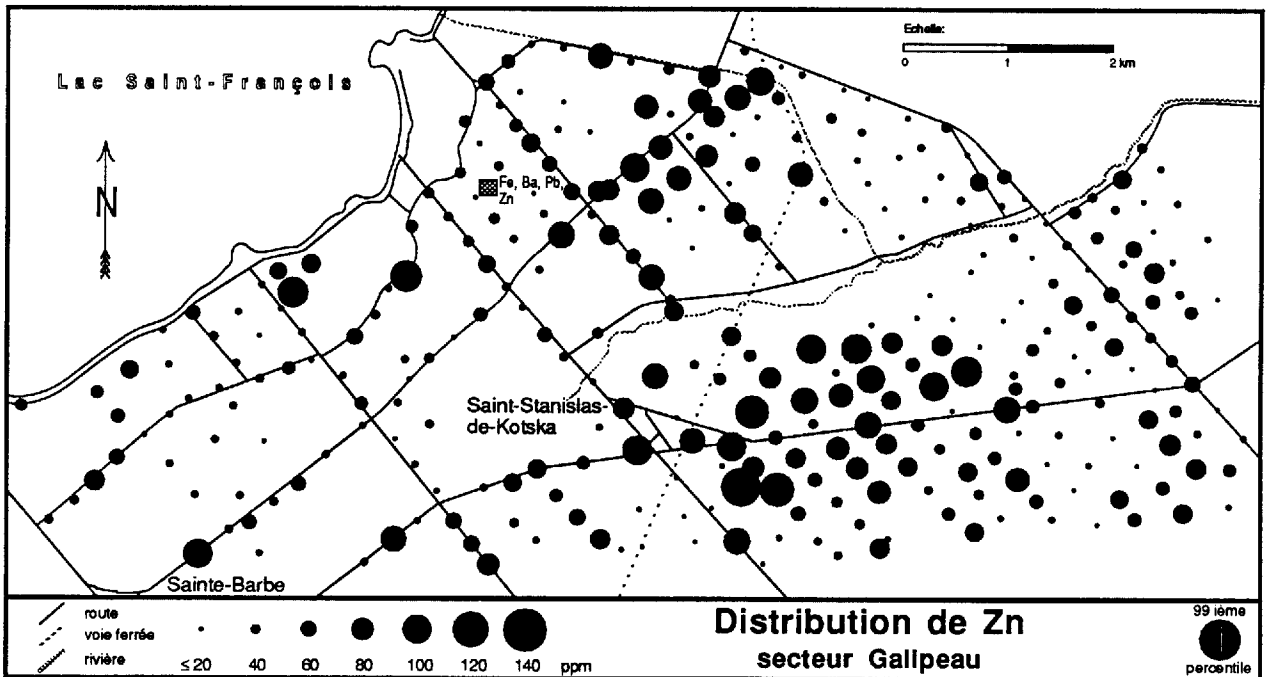 Echelle:
0 1 2 km
Lac Saint-François
N
Fe, Ba, Pb,
Zn
Saint-Stanislas-
de-Kotska
Sainte-Barbe
route
voie ferrée
rivière
≤20 40 60 80 100 120 140 ppm
Distribution de Zn
secteur Galipeau
99 ième
percentile